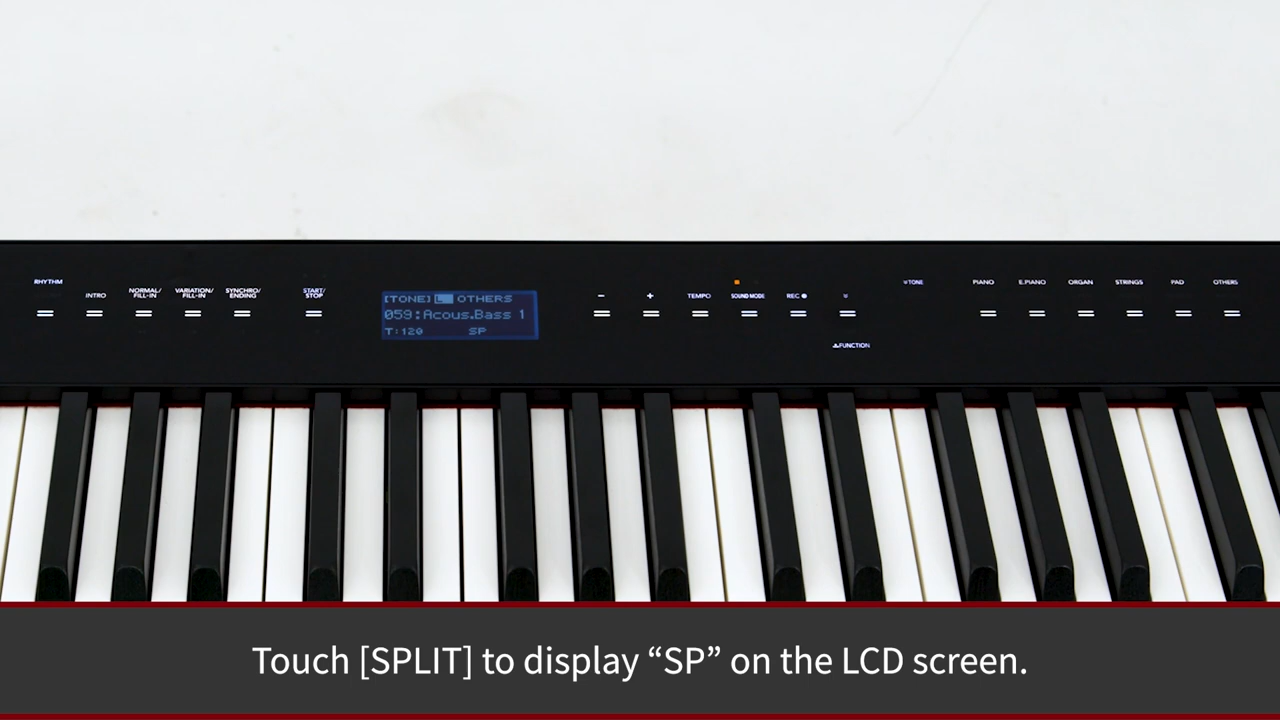 RHYTHM
INTRO
NORMAL/
FILL-IN
VARIATION/
FILL-IN
SYNCHRO/
ENDING
START/
STOP
[TONE] L OTHERS
059:Acous.Bass 1
T:120 SP
−
+
TEMPO
SOUND MODE
REC ●
FUNCTION
TONE
PIANO
E.PIANO
ORGAN
STRINGS
PAD
OTHERS
Touch [SPLIT] to display “SP” on the LCD screen.